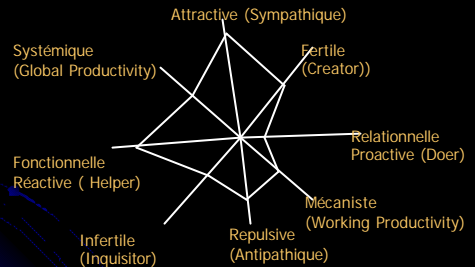 Attractive (Sympathique)
Fertile
(Creator))
Systémique
(Global Productivity)
Relationnelle
Proactive (Doer)
Fonctionnelle
Réactive ( Helper)
Mécaniste
(Working Productivity)
Infertile
(Inquisitor)
Repulsive
(Antipathique)